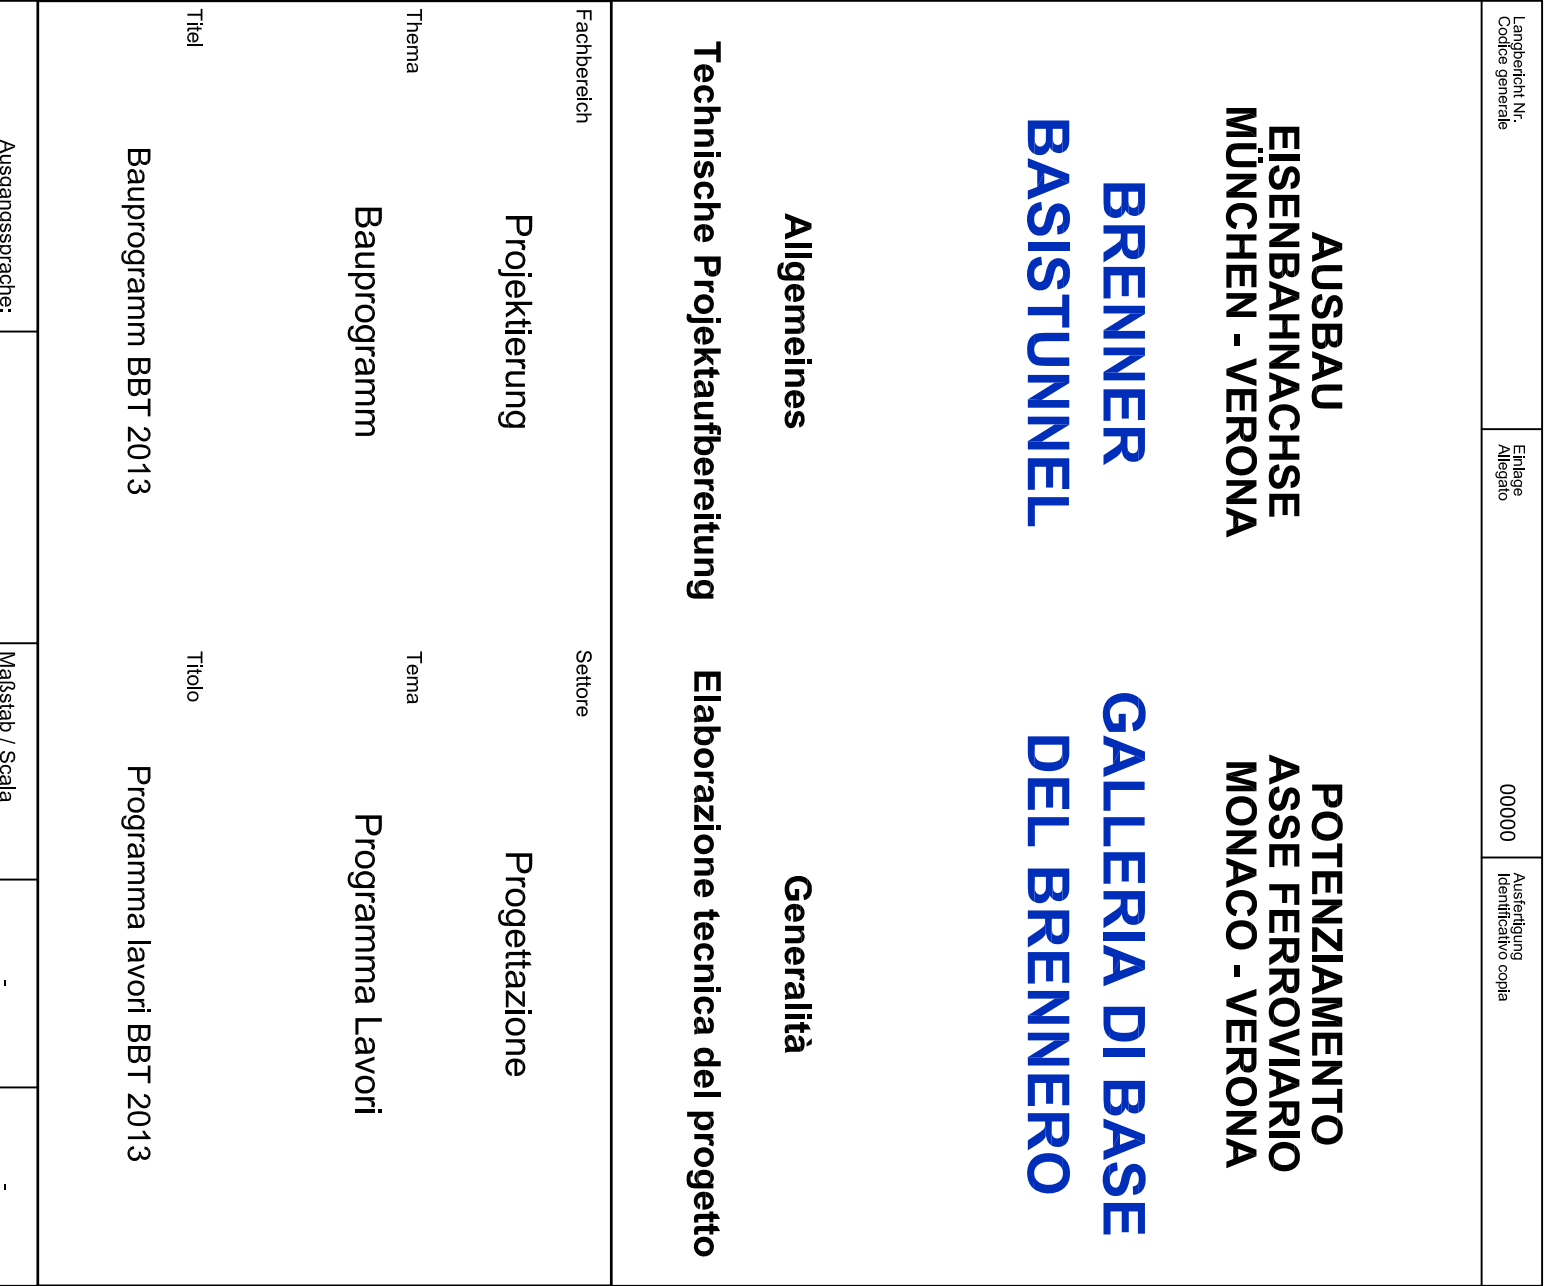 Langbericht Nr.
Codice generale
Einlage
Allegato
00000
Ausfertigung
Identificativo copia
AUSBAU
EISENBAHNACHSE
MÜNCHEN - VERONA
POTENZIAMENTO
ASSE FERROVIARIO
MONACO - VERONA
BRENNER
BASISTUNNEL
GALLERIA DI BASE
DEL BRENNERO
Allgemeines
Generalità
Technische Projektaufbereitung
Elaborazione tecnica del progetto
Fachbereich
Settore
Projektierung
Progettazione
Thema
Tema
Bauprogramm
Programma Lavori
Titel
Titolo
Bauprogramm BBT 2013
Programma lavori BBT 2013
Ausgangssprache:
Maßstab / Scala
-
-